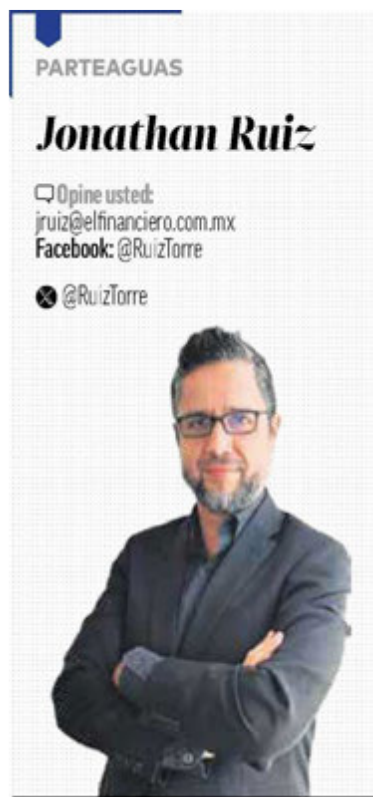 PARTEAGUAS
Jonathan Ruiz
Opine usted:
jruiz@elfinanciero.com.mx
Facebook: @RuizTorre
@RuizTorre